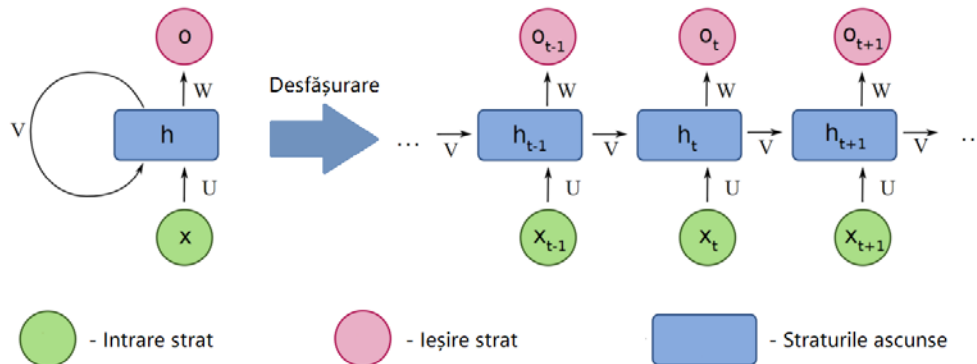 o
W
V
h
U
x
Desfășurare
o_{t-1} o_t o_{t+1}
W W W
... V h_{t-1} V h_t V h_{t+1} V ..
U U U
x_{t-1} x_t x_{t+1}
- Intrare strat - Ieșire strat - Straturile ascunse